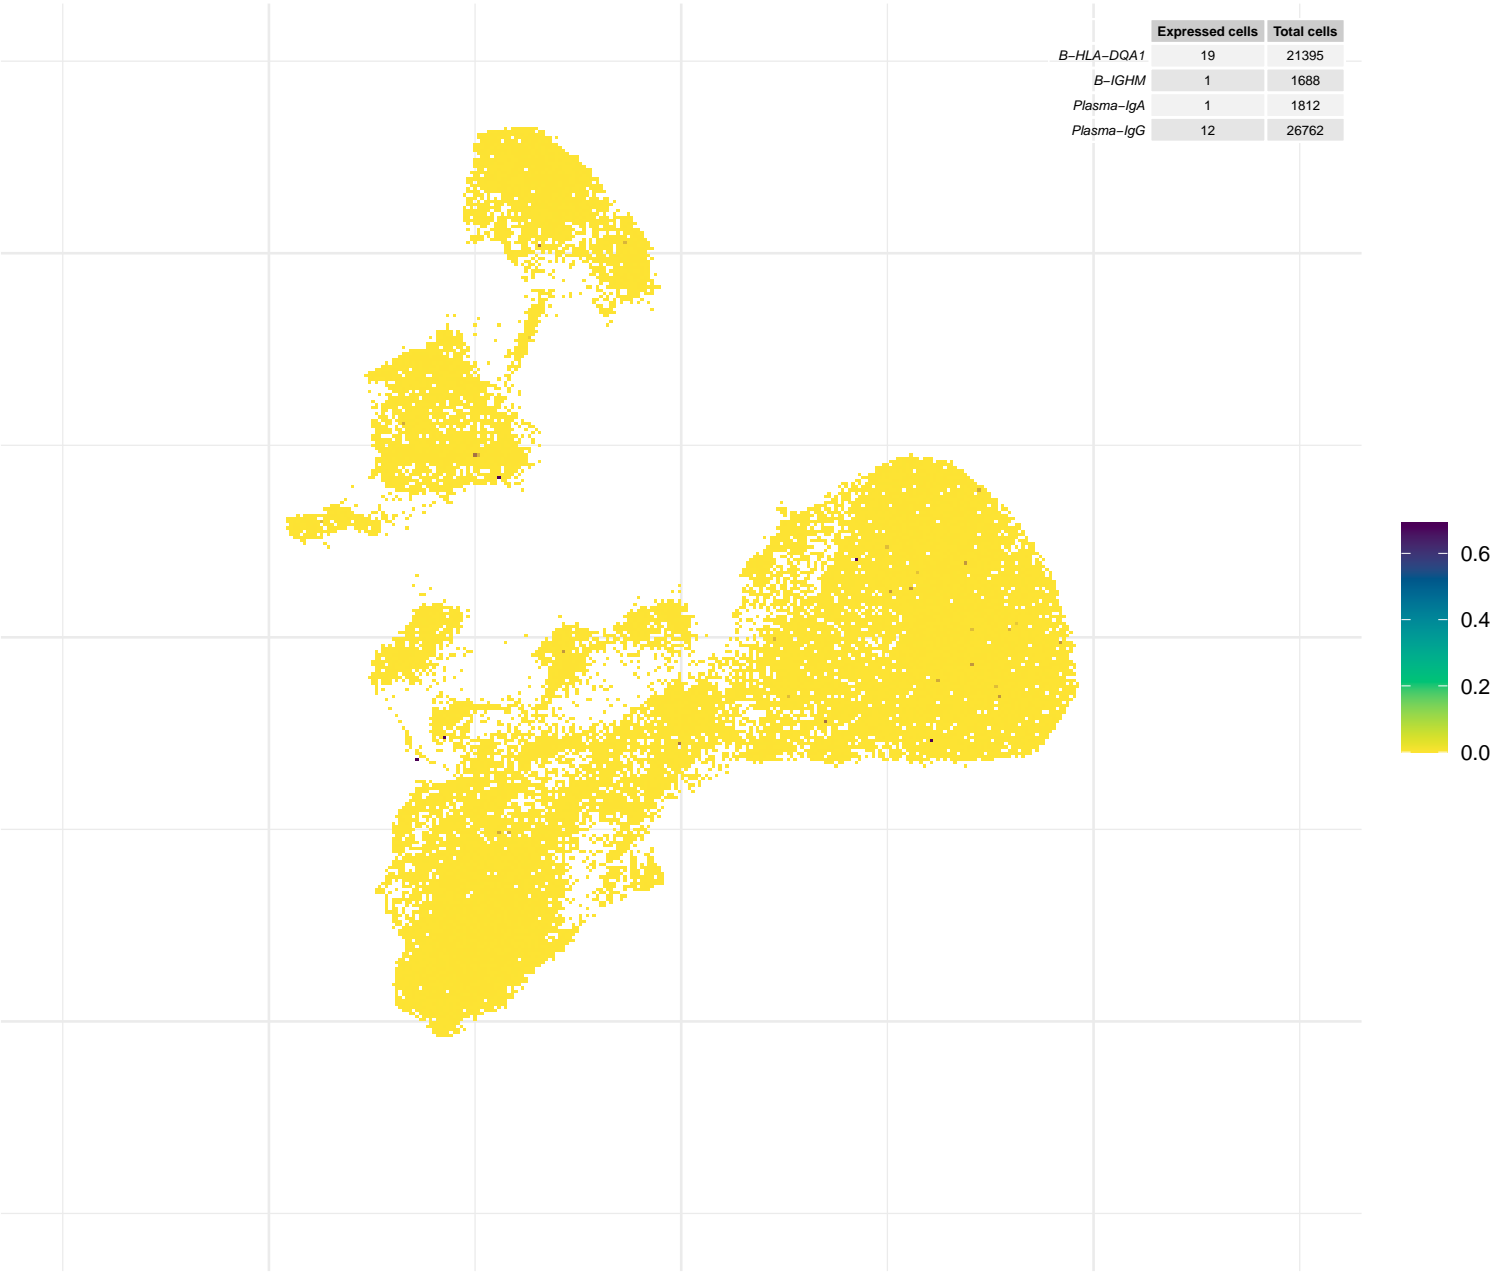 Expressed cells Total cells
B−HLA−DQA1 19 21395
B−IGHM 1 1688
Plasma−IgA 1 1812
Plasma−IgG 12 26762
0.6
0.4
0.2
0.0